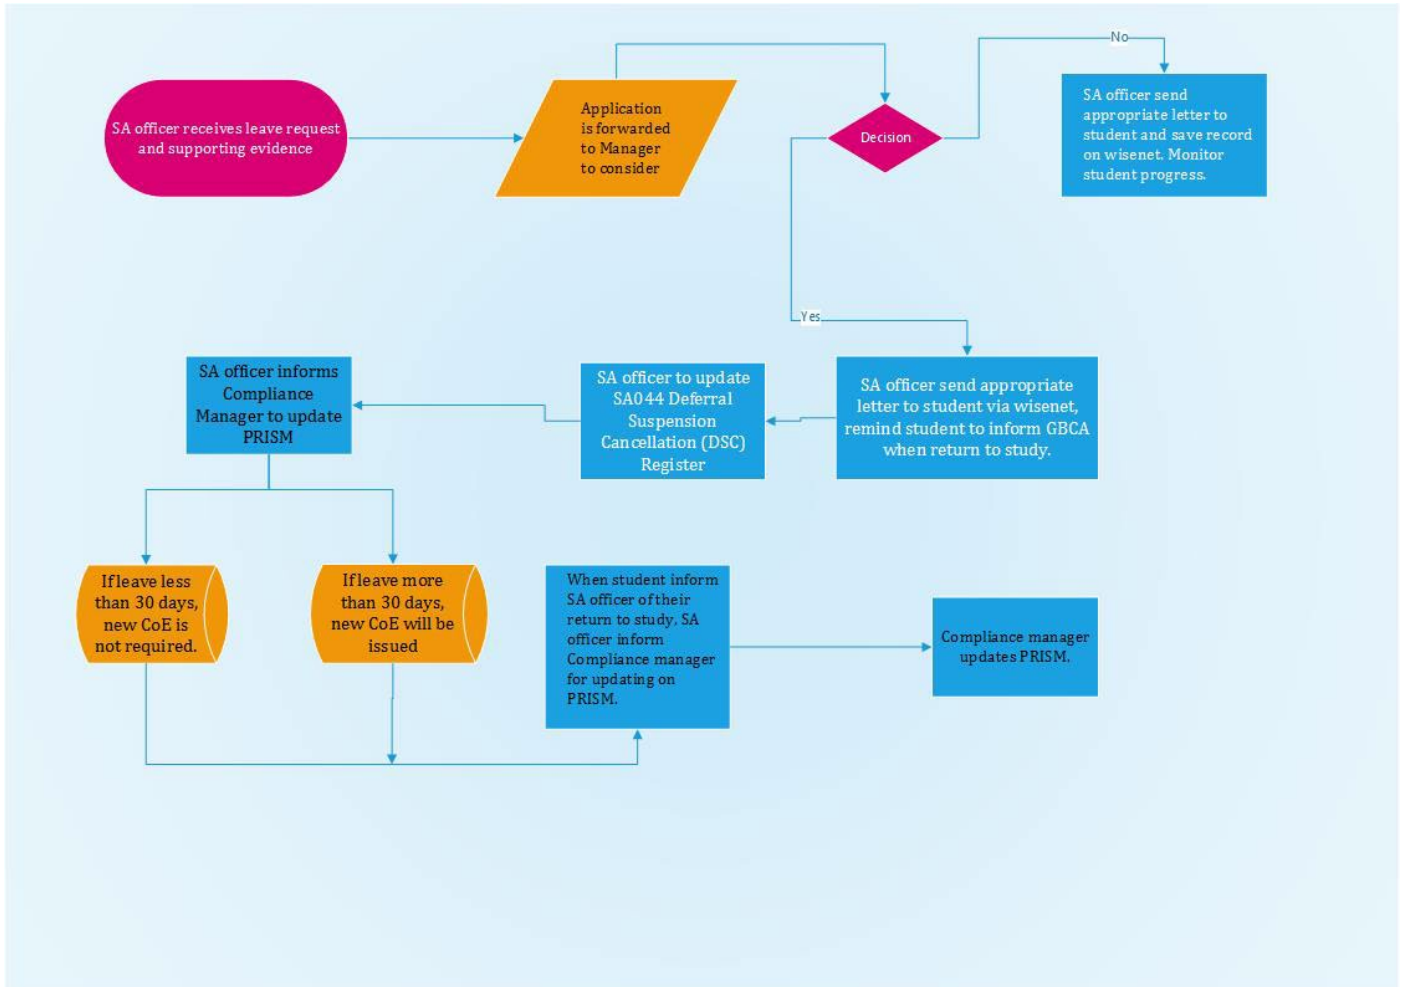 SA officer receives leave request
and supporting evidence
Application
is forwarded
to Manager
to consider
Decision
No
SA officer send
appropriate letter to
student and save record
on wisenet. Monitor
student progress.
Yes
SA officer send appropriate
letter to student via wisenet,
remind student to inform GBCA
when return to study.
SA officer to update
SA044 Deferral
Suspension
Cancellation (DSC)
Register
SA officer informs
Compliance
Manager to update
PRISM
If leave less
than 30 days,
new CoE is
not required.
If leave more
than 30 days,
new CoE will be
issued
When student inform
SA officer of their
return to study, SA
officer inform
Compliance manager
for updating on
PRISM.
Compliance manager
updates PRISM.